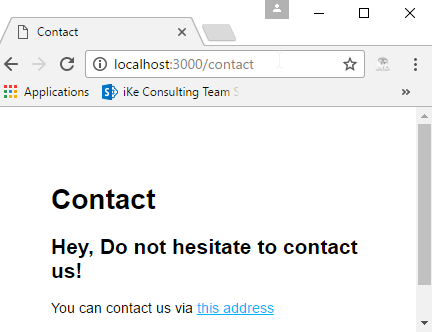 Contact
localhost:3000/contact
Applications iKe Consulting Team S
Contact
Hey, Do not hesitate to contact
us!
You can contact us via this address